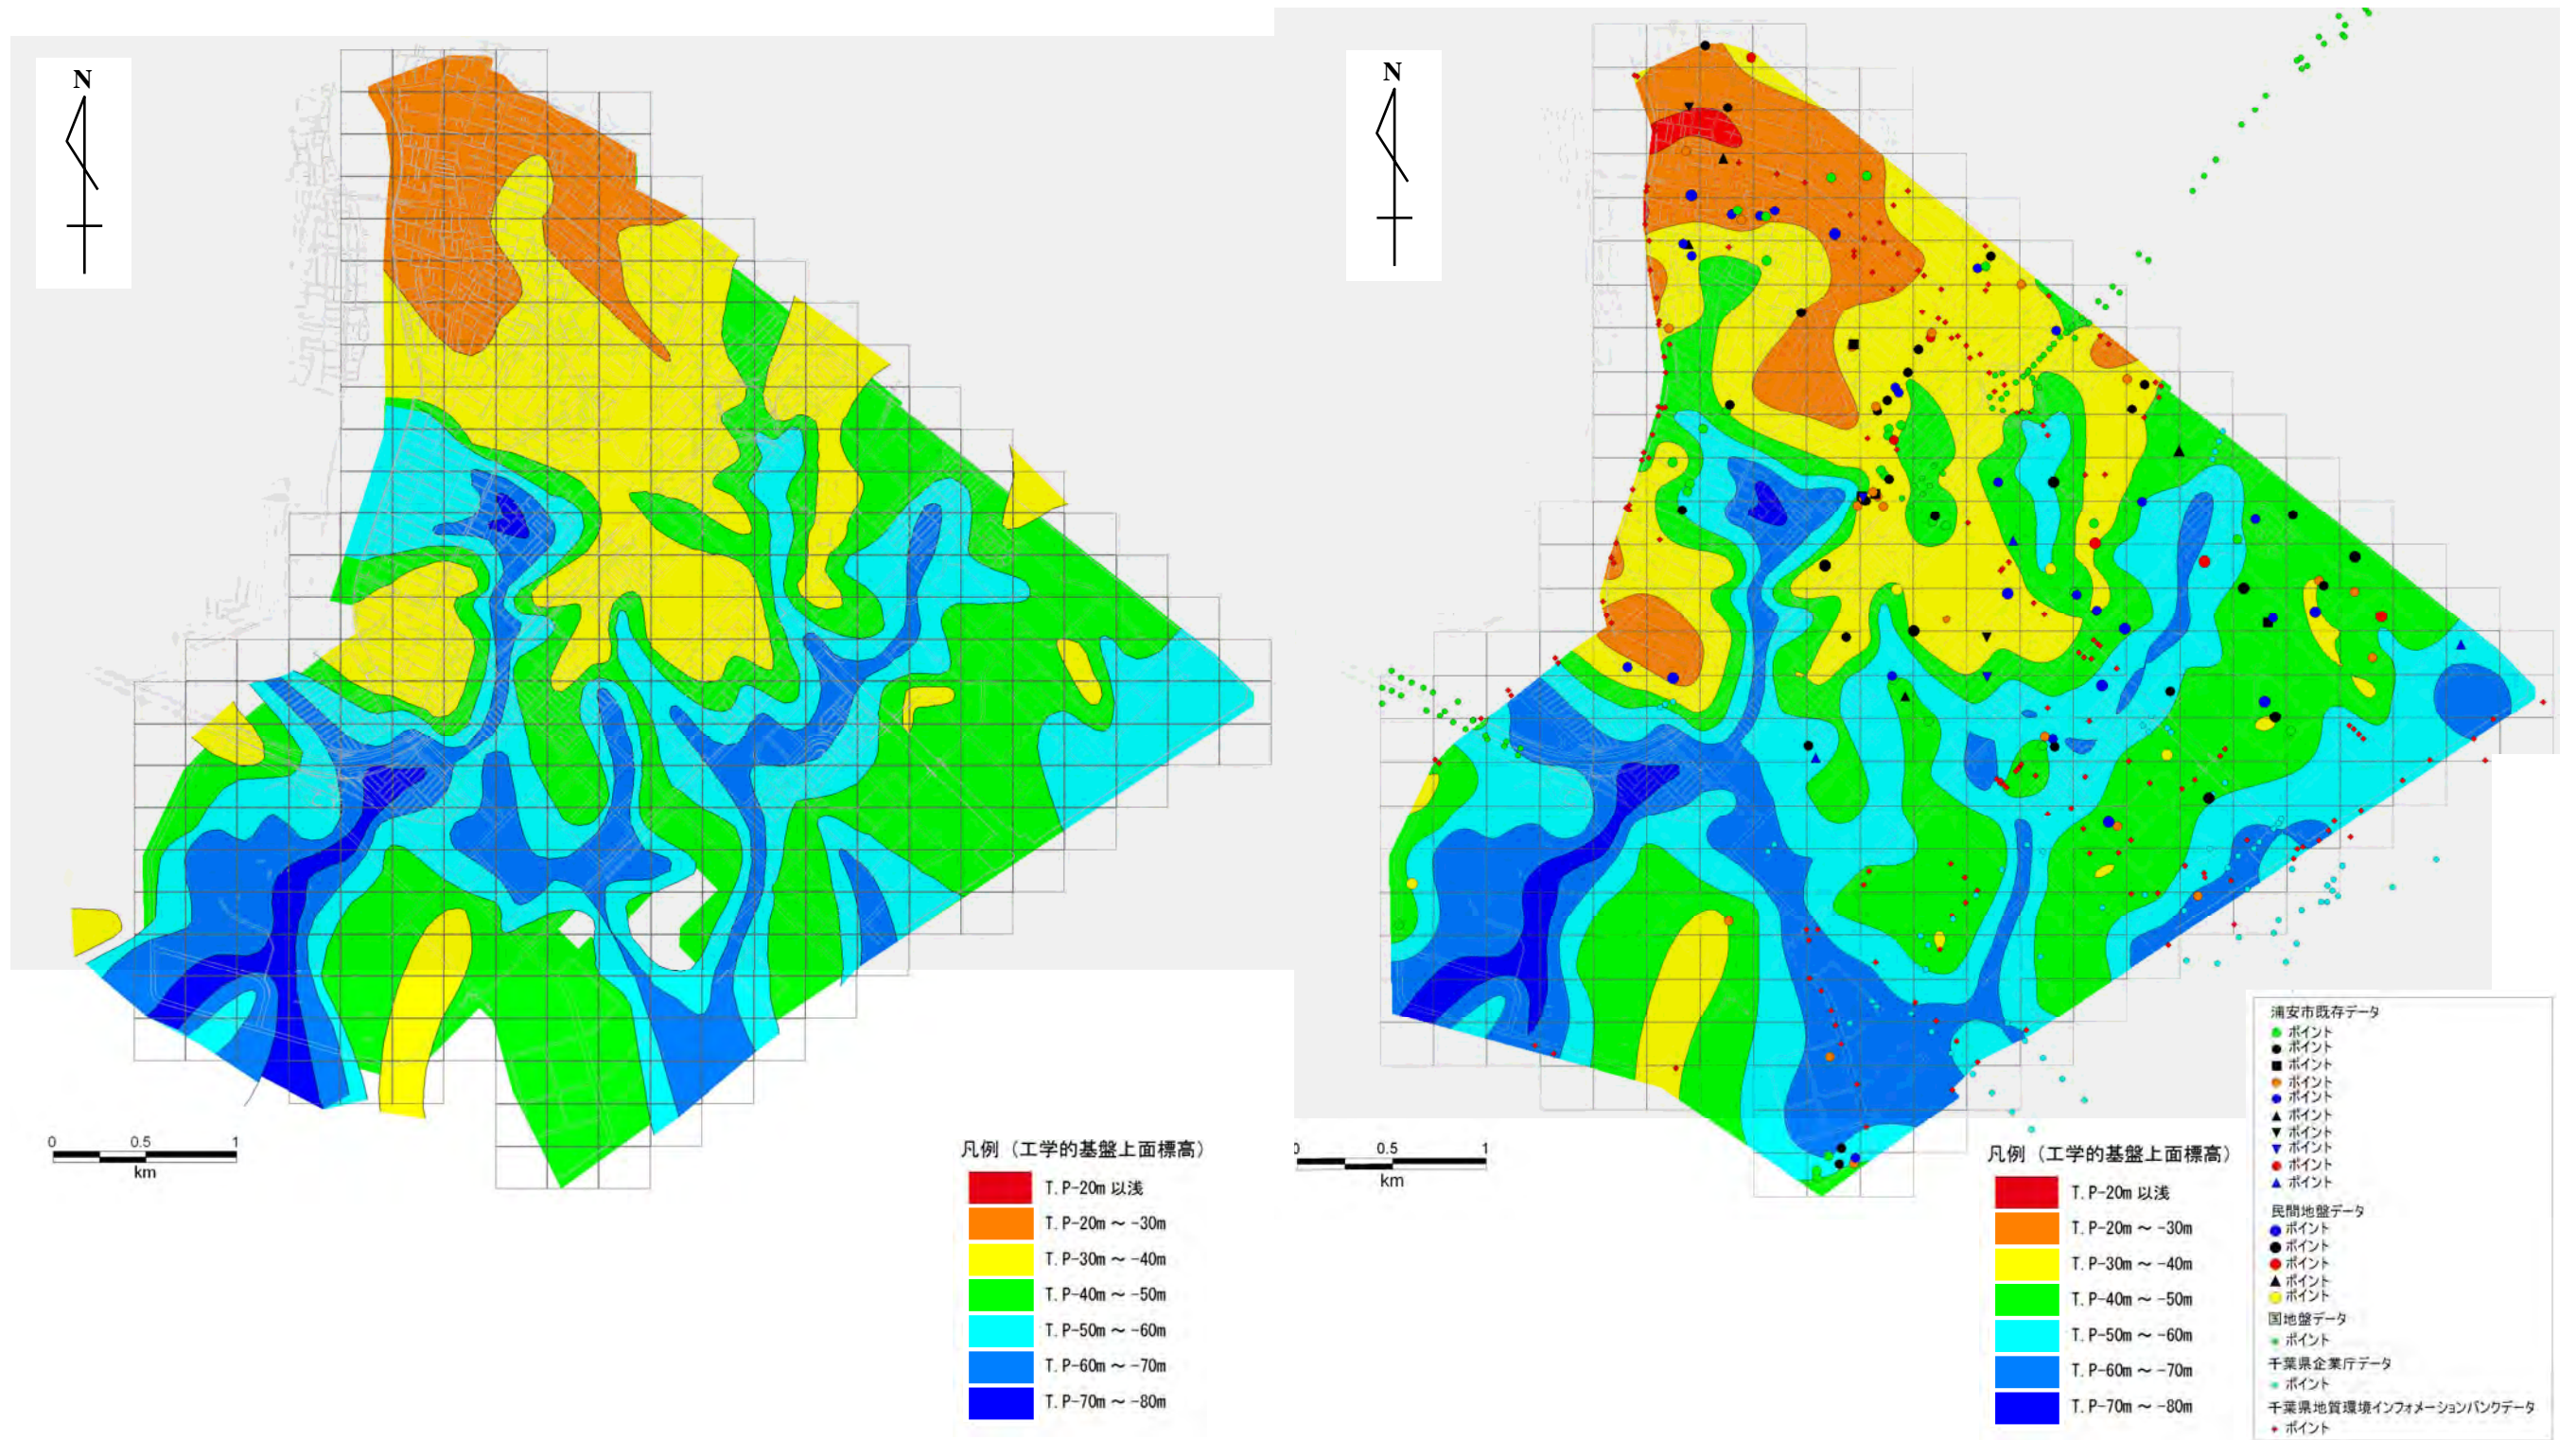 N
0 0.5 1
km
凡例（工学的基盤上面標高）
T.P-20m 以浅
T.P-20m ～ -30m
T.P-30m ～ -40m
T.P-40m ～ -50m
T.P-50m ～ -60m
T.P-60m ～ -70m
T.P-70m ～ -80m
N
0 0.5 1
km
凡例（工学的基盤上面標高）
T.P-20m 以浅
T.P-20m ～ -30m
T.P-30m ～ -40m
T.P-40m ～ -50m
T.P-50m ～ -60m
T.P-60m ～ -70m
T.P-70m ～ -80m
浦安市既存データ
ポイント
ポイント
ポイント
ポイント
ポイント
ポイント
ポイント
ポイント
ポイント
ポイント
民間地盤データ
ポイント
ポイント
ポイント
ポイント
ポイント
国地盤データ
ポイント
千葉県企業庁データ
ポイント
千葉県地質環境インフォメーションバンクデータ
ポイント